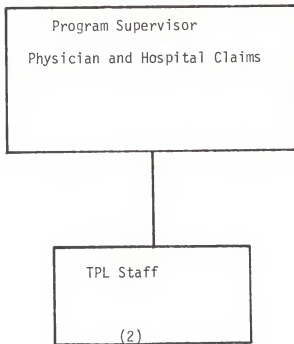 Program Supervisor
Physician and Hospital Claims
TPL Staff
(2)